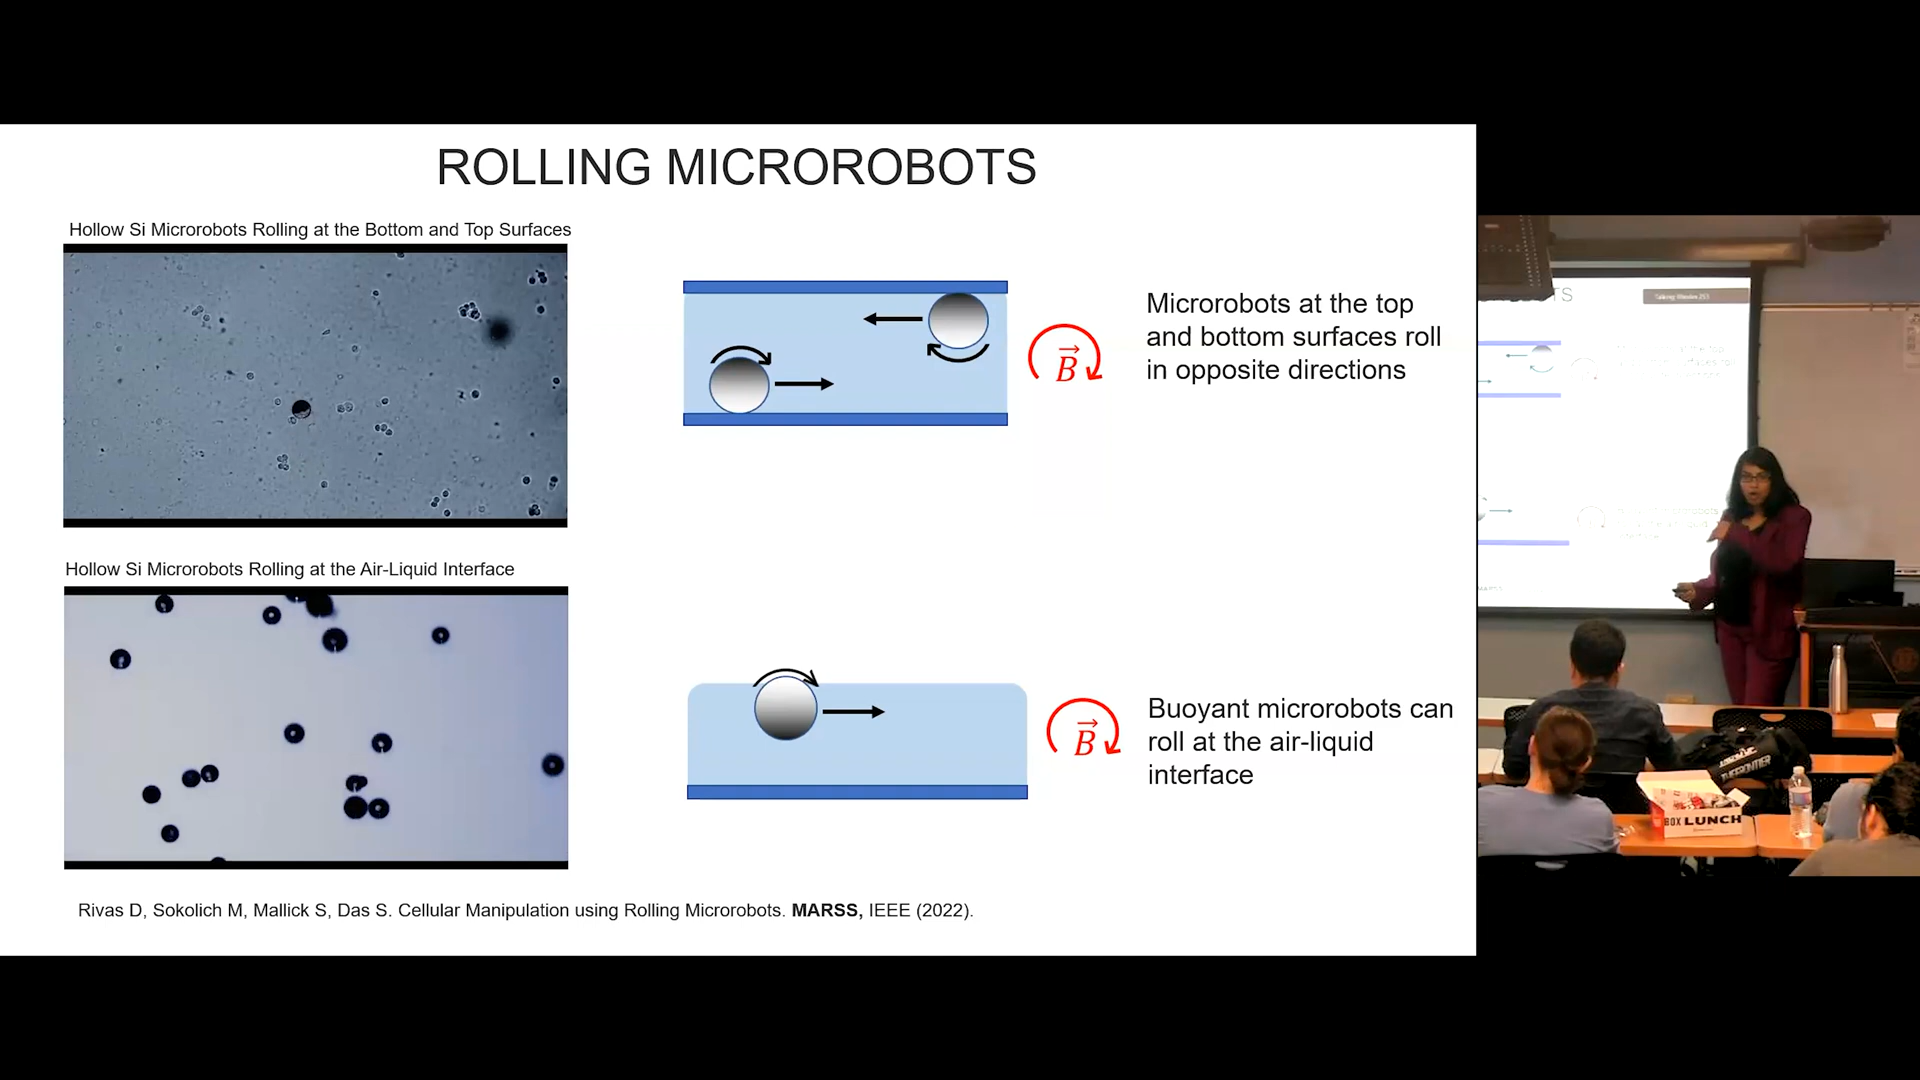 ROLLING MICROROBOTS
Hollow Si Microrobots Rolling at the Bottom and Top Surfaces
B
Microrobots at the top
and bottom surfaces roll
in opposite directions
Hollow Si Microrobots Rolling at the Air-Liquid Interface
B
Buoyant microrobots can
roll at the air-liquid
interface
Rivas D, Sokolich M, Mallick S, Das S. Cellular Manipulation using Rolling Microrobots. MARSS, IEEE (2022).
TS
BOX LUNCH